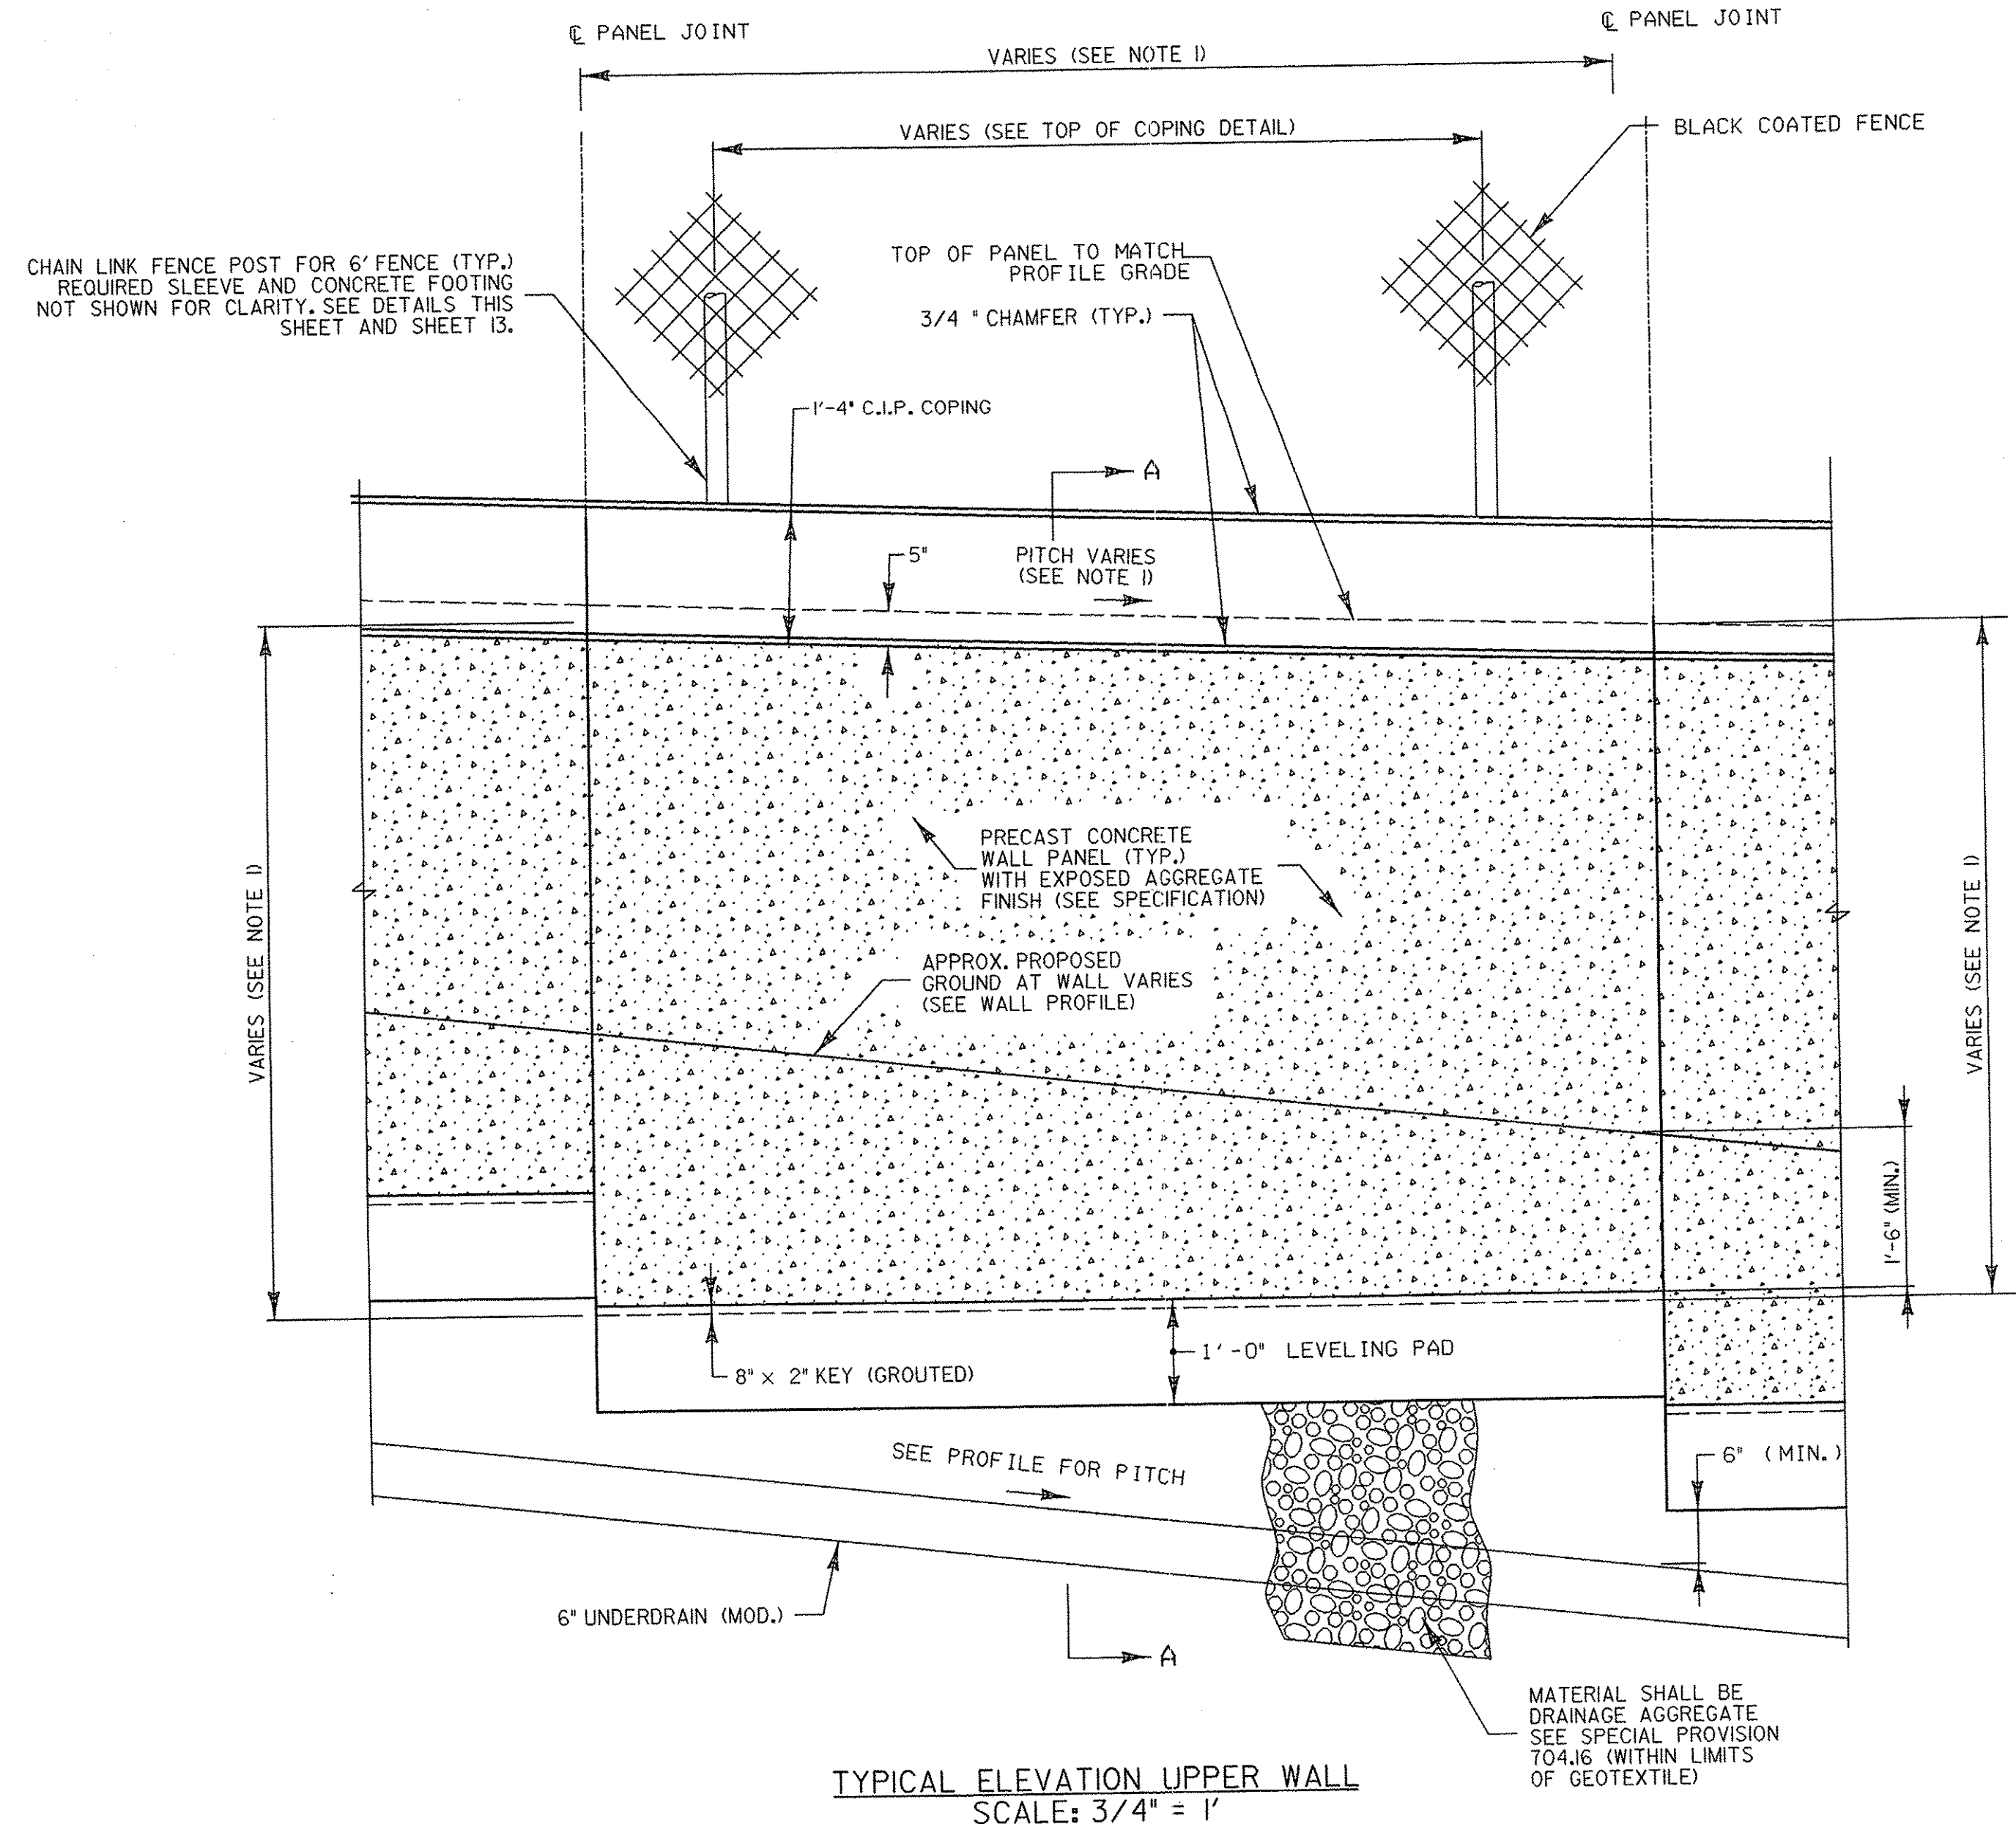 ℄ PANEL JOINT
℄ PANEL JOINT
VARIES (SEE NOTE 1)
VARIES (SEE TOP OF COPING DETAIL)
BLACK COATED FENCE
CHAIN LINK FENCE POST FOR 6' FENCE (TYP.)
REQUIRED SLEEVE AND CONCRETE FOOTING
NOT SHOWN FOR CLARITY. SEE DETAILS THIS
SHEET AND SHEET 13.
TOP OF PANEL TO MATCH
PROFILE GRADE
3/4 " CHAMFER (TYP.)
1'-4" C.I.P. COPING
A
5"
PITCH VARIES
(SEE NOTE 1)
VARIES (SEE NOTE 1)
PRECAST CONCRETE
WALL PANEL (TYP.)
WITH EXPOSED AGGREGATE
FINISH (SEE SPECIFICATION)
VARIES (SEE NOTE 1)
APPROX. PROPOSED
GROUND AT WALL VARIES
(SEE WALL PROFILE)
1'-6" (MIN.)
8" x 2" KEY (GROUTED)
1'-0" LEVELING PAD
SEE PROFILE FOR PITCH
6" (MIN.)
6" UNDERDRAIN (MOD.)
A
MATERIAL SHALL BE
DRAINAGE AGGREGATE
SEE SPECIAL PROVISION
704.16 (WITHIN LIMITS
OF GEOTEXTILE)
TYPICAL ELEVATION UPPER WALL
SCALE: 3/4" = 1'